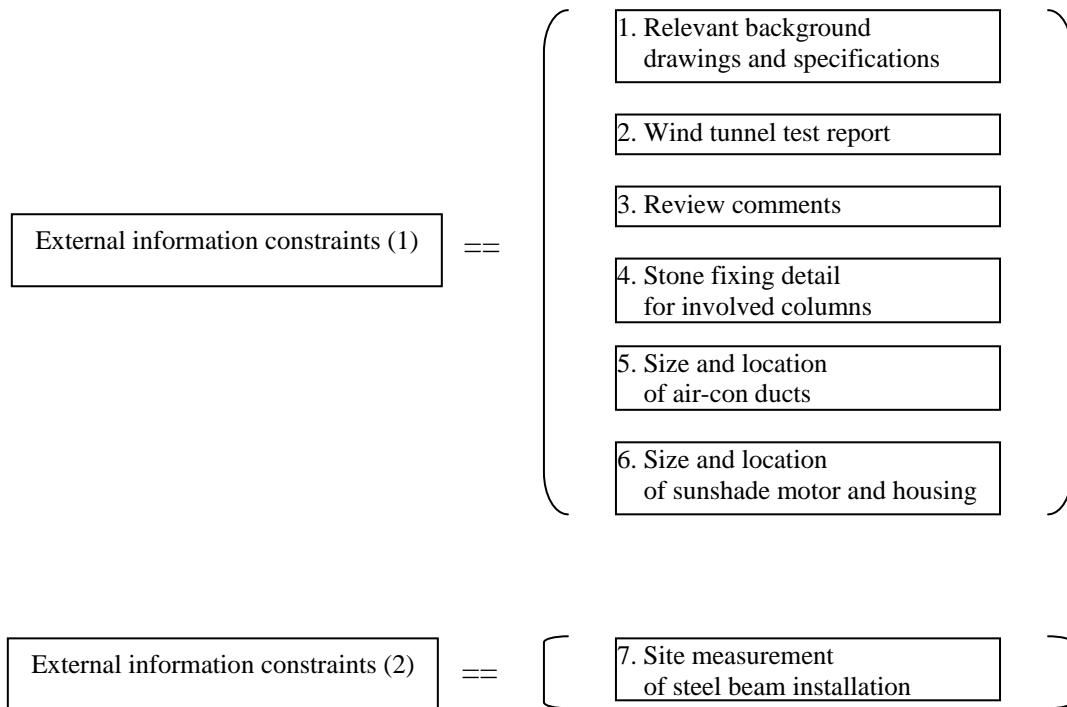 1. Relevant background
drawings and specifications
2. Wind tunnel test report
3. Review comments
External information constraints (1)
==
4. Stone fixing detail
for involved columns
5. Size and location
of air-con ducts
6. Size and location
of sunshade motor and housing
External information constraints (2)
==
7. Site measurement
of steel beam installation